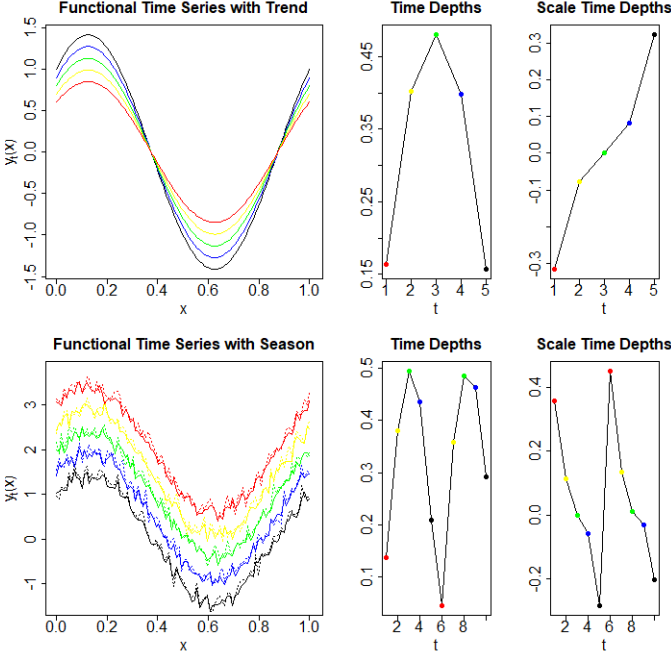 Functional Time Series with Trend
yₜ(x)
1.5
1.0
0.5
0.0
-0.5
-1.0
-1.5
0.0 0.2 0.4 0.6 0.8 1.0
x
Time Depths
0.45
0.35
0.25
0.15
1 2 3 4 5
t
Scale Time Depths
0.3
0.1
0.0
-0.1
-0.3
1 2 3 4 5
t
Functional Time Series with Season
yₜ(x)
3
2
1
0
-1
0.0 0.2 0.4 0.6 0.8 1.0
x
Time Depths
0.5
0.4
0.3
0.2
0.1
2 4 6 8
t
Scale Time Depths
0.4
0.2
0.0
-0.2
2 4 6 8
t